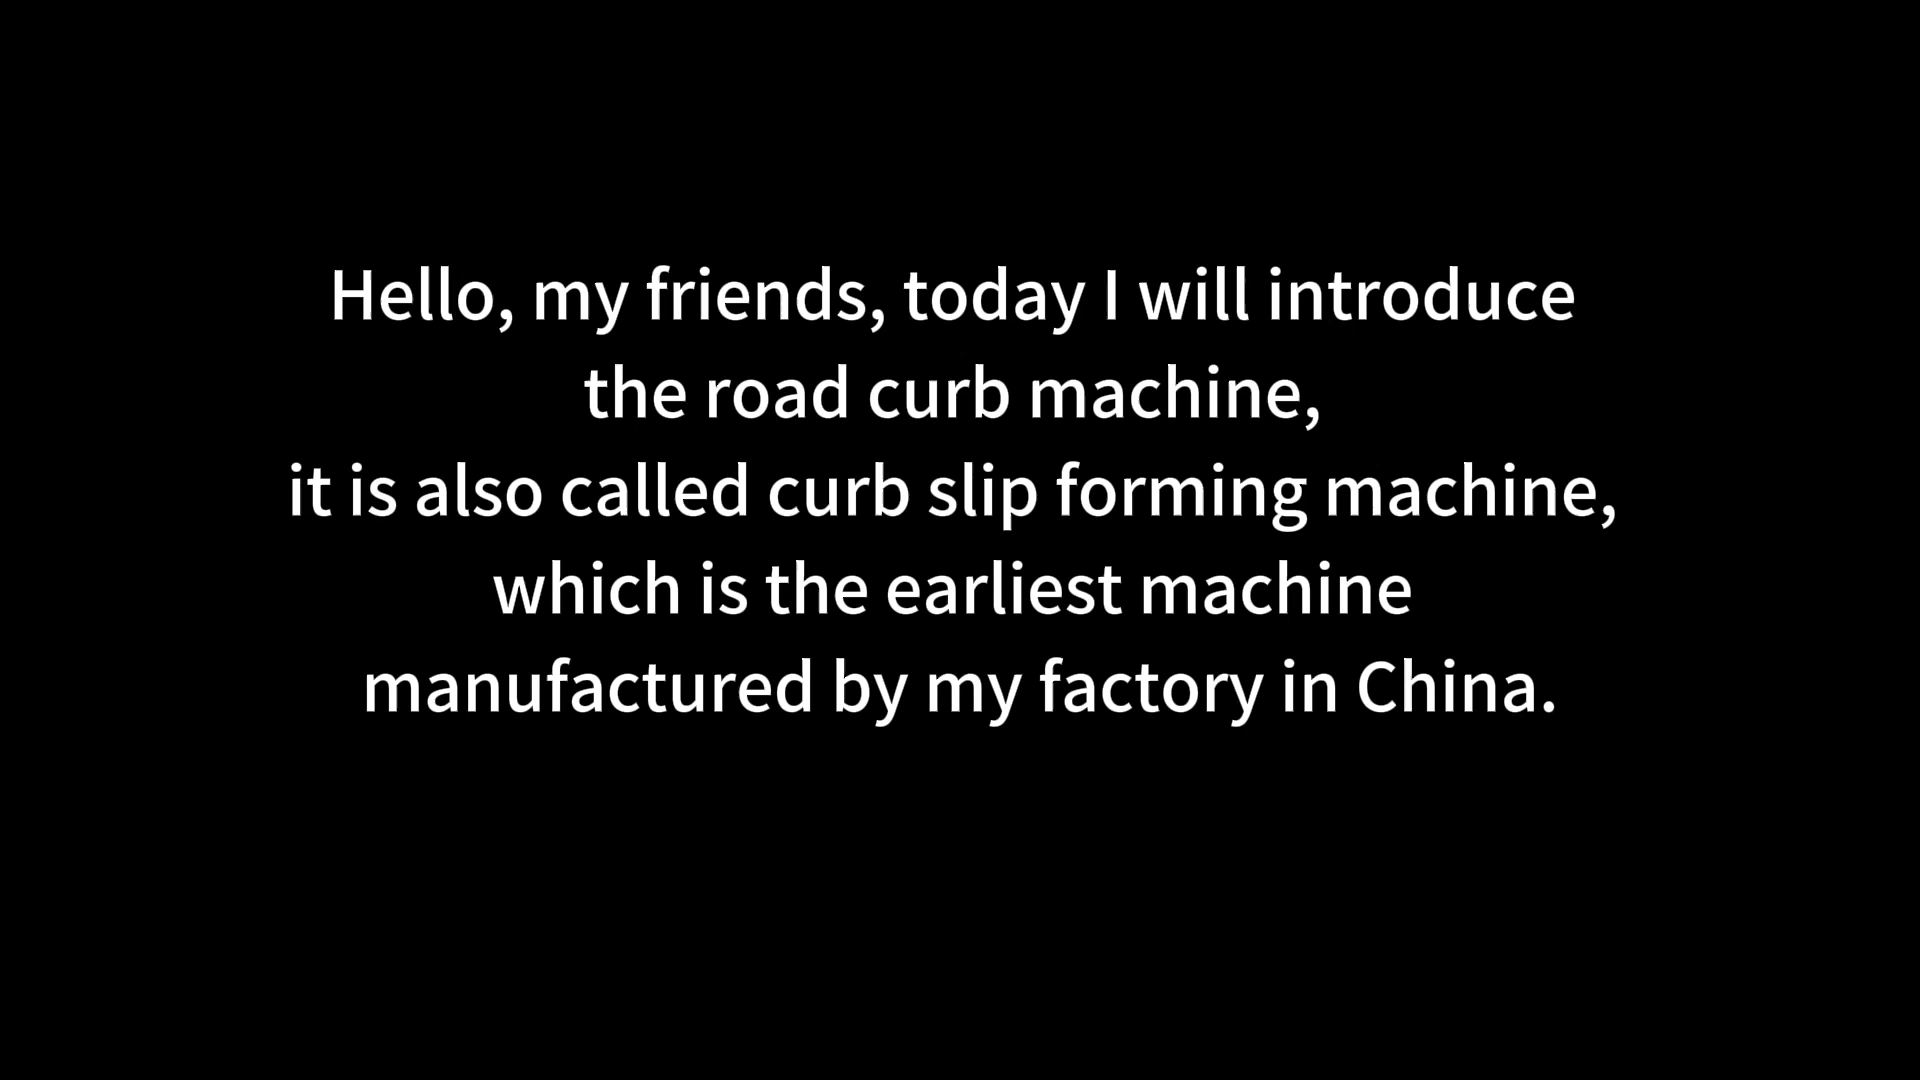 Hello, my friends, today I will introduce
the road curb machine,
it is also called curb slip forming machine,
which is the earliest machine
manufactured by my factory in China.